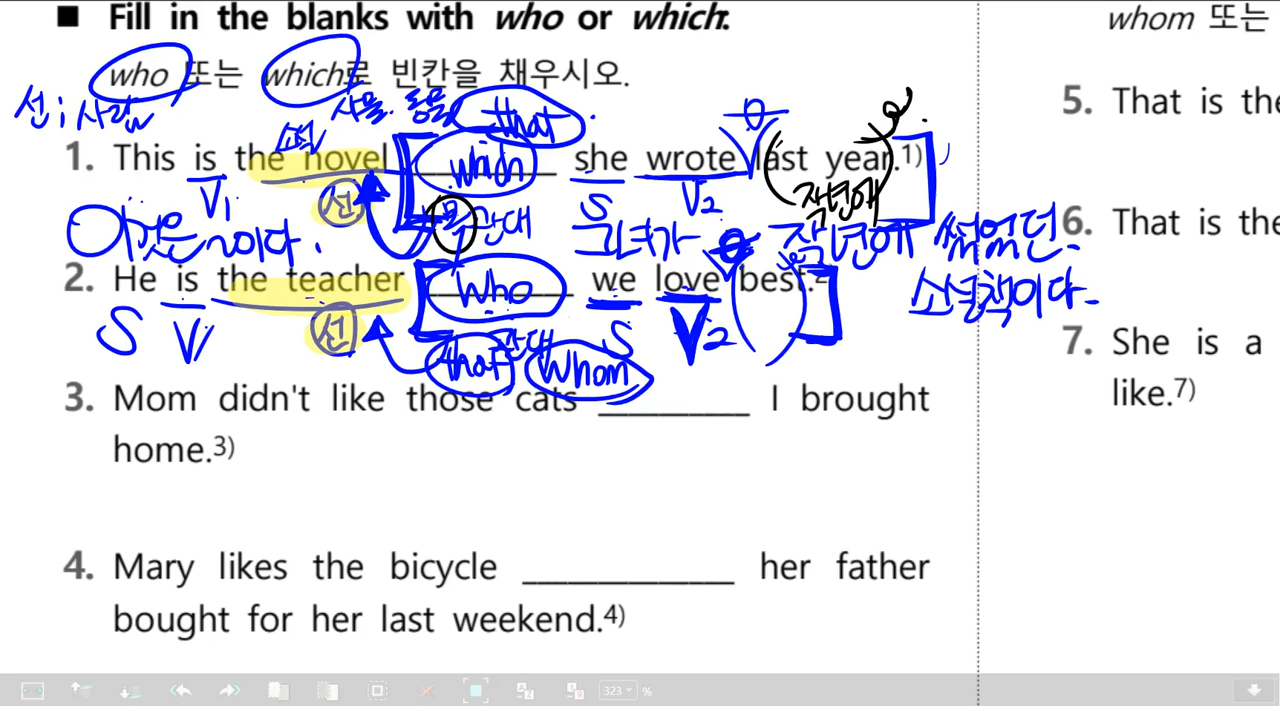 ■ Fill in the blanks with who or which.
who 또는 which로 빈칸을 채우시오.
선; 사람 사물. 동물 that
1. This is the novel which she wrote last year.1)
V1 선 목 관대 S V2 작년에
이것은 ~이다. 그녀가 작년에 썼었던
소설책이다.
2. He is the teacher who we love best.
S V 선 관대 S V2
that whom
3. Mom didn't like those cats __________ I brought
home.3)
4. Mary likes the bicycle ______________ her father
bought for her last weekend.4)
whom 또는
5. That is the
6. That is the
7. She is a
like.7)
323 %